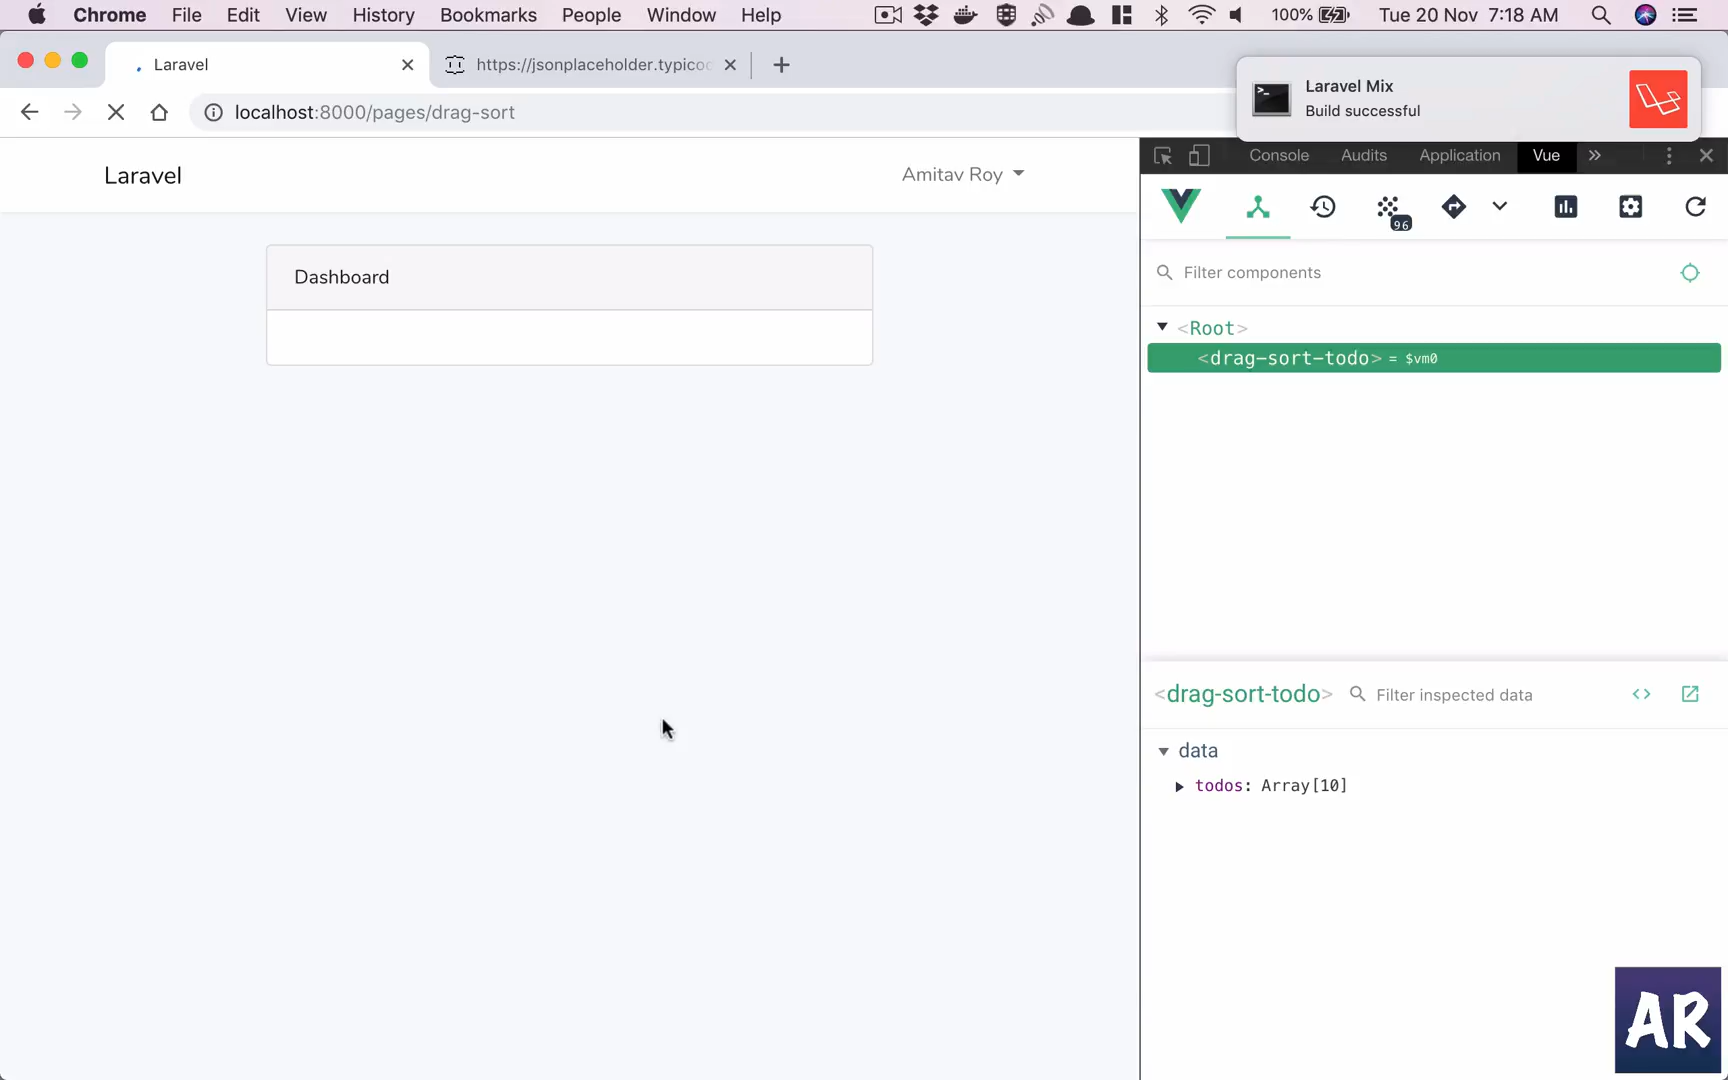 Chrome File Edit View History Bookmarks People Window Help 100% Tue 20 Nov 7:18 AM
Laravel https://jsonplaceholder.typicoc
Laravel Mix
Build successful
localhost:8000/pages/drag-sort
Laravel Amitav Roy
Console Audits Application Vue
96
Dashboard
Filter components
<Root>
<drag-sort-todo> = $vm0
<drag-sort-todo> Filter inspected data
data
todos: Array[10]
AR